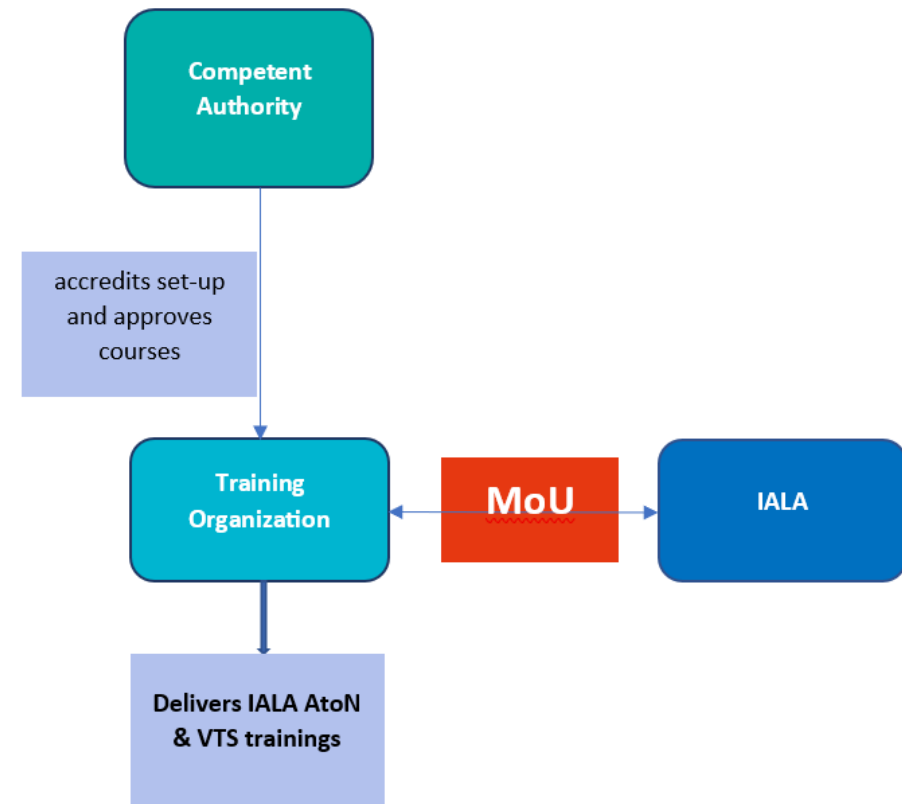 Competent
Authority
accredits set-up
and approves
courses
Training
Organization
MoU
IALA
Delivers IALA AtoN
& VTS trainings